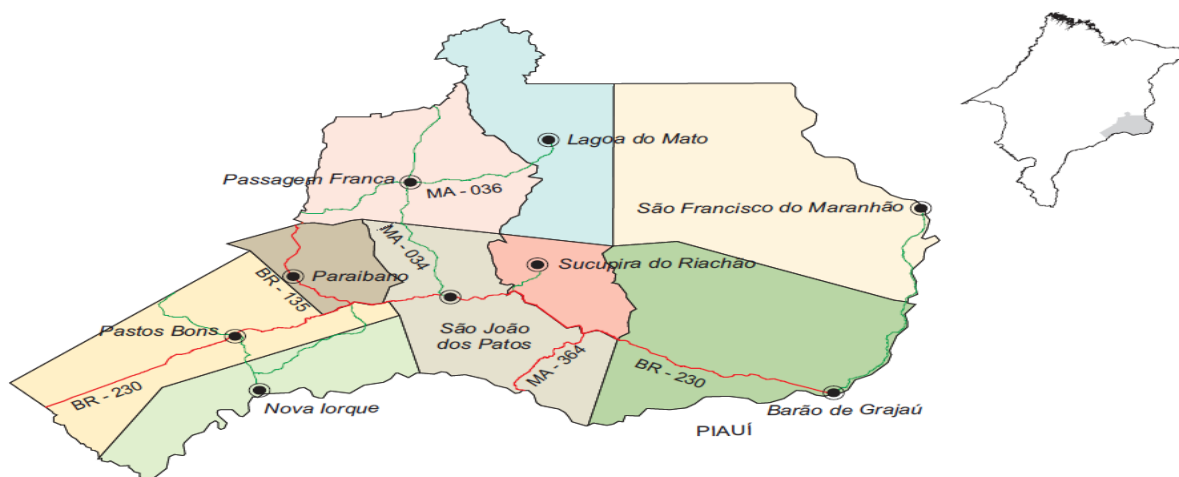 Lagoa do Mato
Passagem Franca
MA - 036
São Francisco do Maranhão
MA - 034
Sucupira do Riachão
Paraibano
BR - 135
Pastos Bons
São João
dos Patos
MA - 364
BR - 230
BR - 230
Nova Iorque
Barão de Grajaú
PIAUÍ